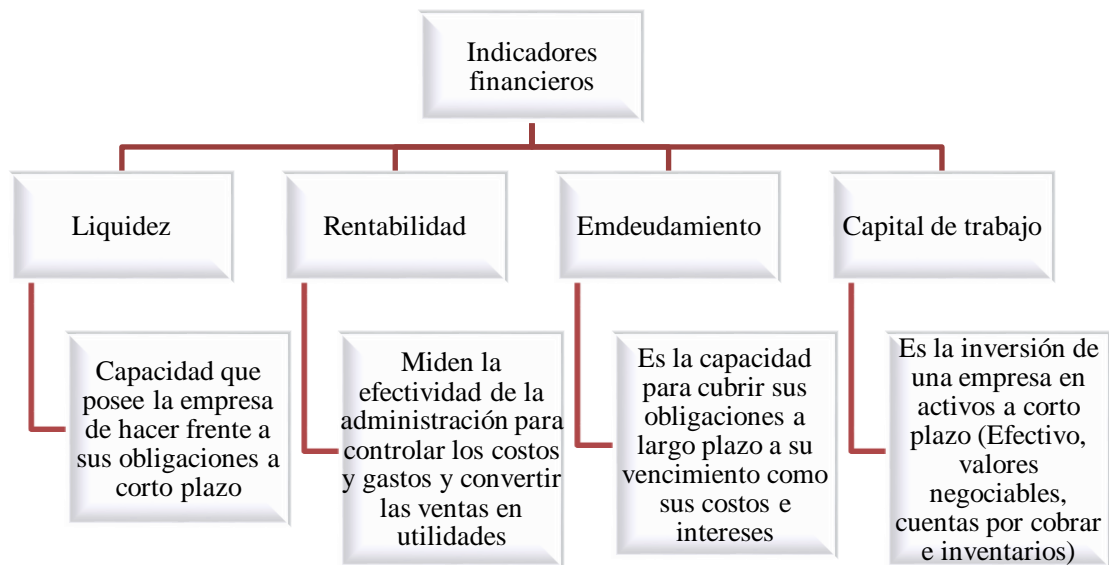 Indicadores
financieros
Liquidez
Rentabilidad
Emdeudamiento
Capital de trabajo
Capacidad que
posee la empresa
de hacer frente a
sus obligaciones a
corto plazo
Miden la
efectividad de la
administración para
controlar los costos
y gastos y convertir
las ventas en
utilidades
Es la capacidad
para cubrir sus
obligaciones a
largo plazo a su
vencimiento como
sus costos e
intereses
Es la inversión de
una empresa en
activos a corto
plazo (Efectivo,
valores
negociables,
cuentas por cobrar
e inventarios)